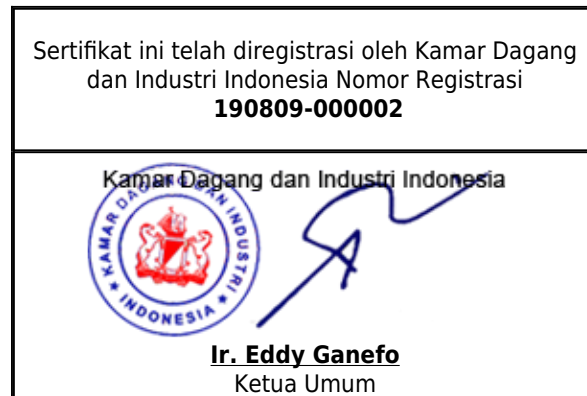 Sertifikat ini telah diregistrasi oleh Kamar Dagang
dan Industri Indonesia Nomor Registrasi
190809-000002
Kamar Dagang dan Industri Indonesia
KAMAR DAGANG DAN INDUSTRI
* INDONESIA *
Ir. Eddy Ganefo
Ketua Umum